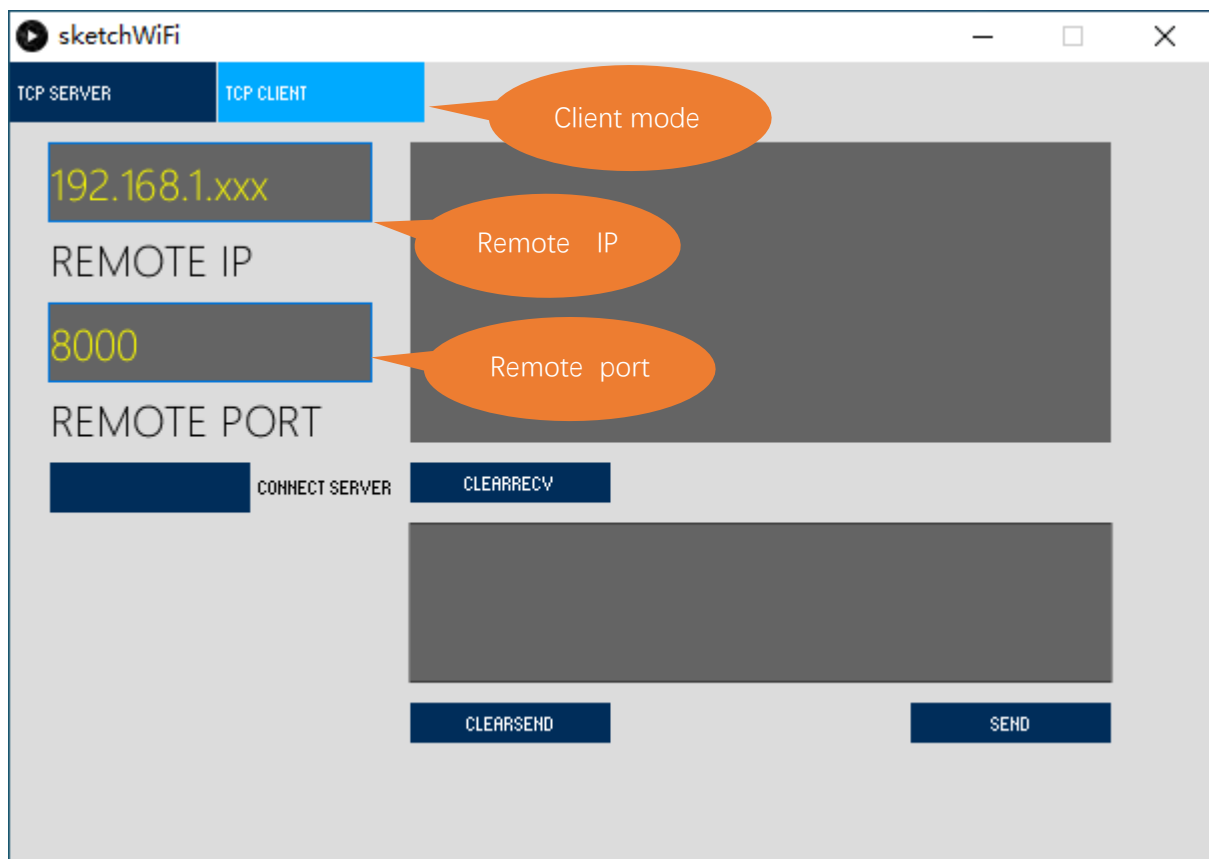 sketchWiFi
TCP SERVER
TCP CLIENT
Client mode
192.168.1.xxx
Remote IP
REMOTE IP
8000
Remote port
REMOTE PORT
CONNECT SERVER
CLEARRECV
CLEARSEND
SEND